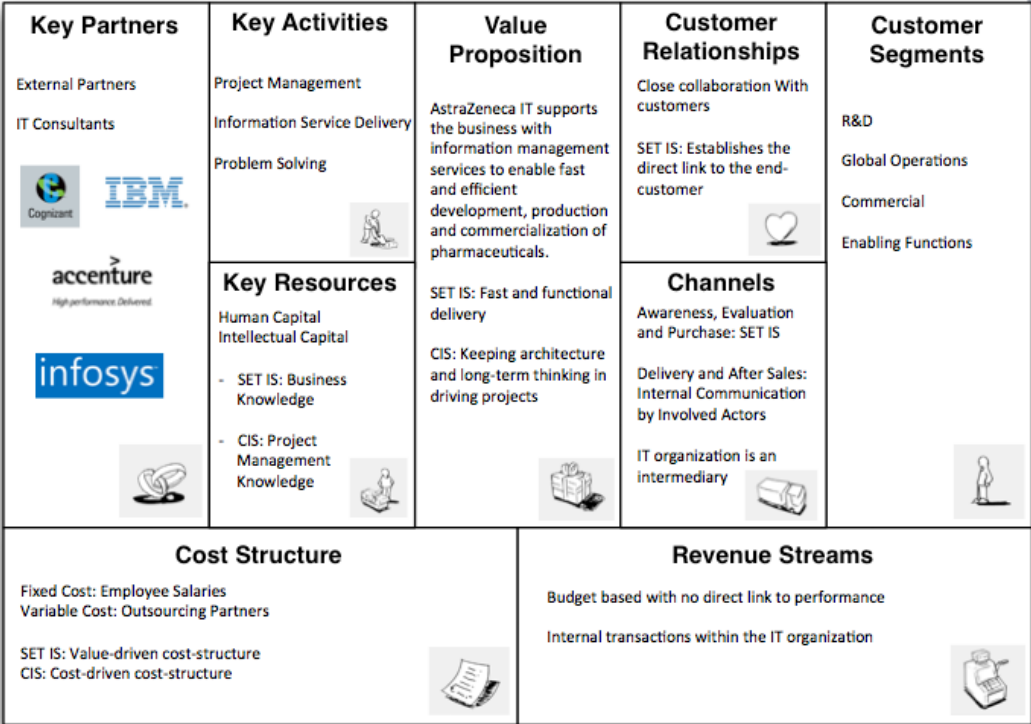 Key Partners
External Partners
IT Consultants
Cognizant
IBM
accenture
High performance. Delivered.
infosys
Key Activities
Project Management
Information Service Delivery
Problem Solving
Key Resources
Human Capital
Intellectual Capital
- SET IS: Business
Knowledge
- CIS: Project
Management
Knowledge
Value
Proposition
AstraZeneca IT supports
the business with
information management
services to enable fast
and efficient
development, production
and commercialization of
pharmaceuticals.
SET IS: Fast and functional
delivery
CIS: Keeping architecture
and long-term thinking in
driving projects
Customer
Relationships
Close collaboration With
customers
SET IS: Establishes the
direct link to the end-
customer
Channels
Awareness, Evaluation
and Purchase: SET IS
Delivery and After Sales:
Internal Communication
by Involved Actors
IT organization is an
intermediary
Customer
Segments
R&D
Global Operations
Commercial
Enabling Functions
Cost Structure
Fixed Cost: Employee Salaries
Variable Cost: Outsourcing Partners
SET IS: Value-driven cost-structure
CIS: Cost-driven cost-structure
Revenue Streams
Budget based with no direct link to performance
Internal transactions within the IT organization